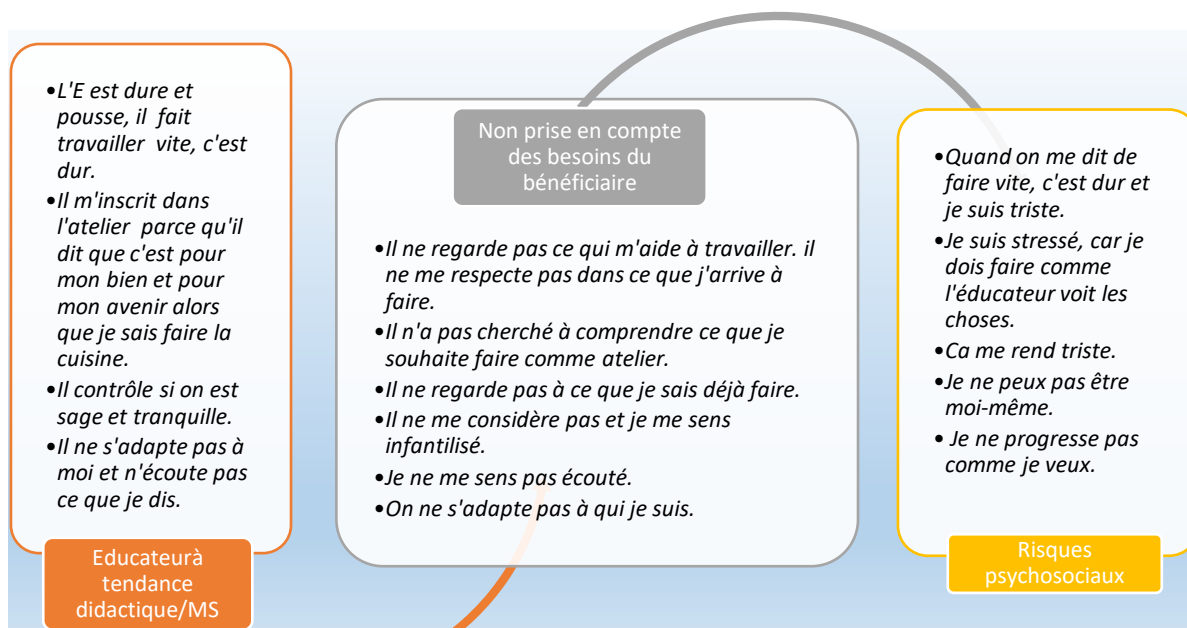 •L'E est dure et
pousse, il fait
travailler vite, c'est
dur.
•Il m'inscrit dans
l'atelier parce qu'il
dit que c'est pour
mon bien et pour
mon avenir alors
que je sais faire la
cuisine.
•Il contrôle si on est
sage et tranquille.
•Il ne s'adapte pas à
moi et n'écoute pas
ce que je dis.
Educateurà
tendance
didactique/MS
Non prise en compte
des besoins du
bénéficiaire
•Il ne regarde pas ce qui m'aide à travailler. il
ne me respecte pas dans ce que j'arrive à
faire.
•Il n'a pas cherché à comprendre ce que je
souhaite faire comme atelier.
•Il ne regarde pas à ce que je sais déjà faire.
•Il ne me considère pas et je me sens
infantilisé.
•Je ne me sens pas écouté.
•On ne s'adapte pas à qui je suis.
•Quand on me dit de
faire vite, c'est dur et
je suis triste.
•Je suis stressé, car je
dois faire comme
l'éducateur voit les
choses.
•Ca me rend triste.
•Je ne peux pas être
moi-même.
• Je ne progresse pas
comme je veux.
Risques
psychosociaux